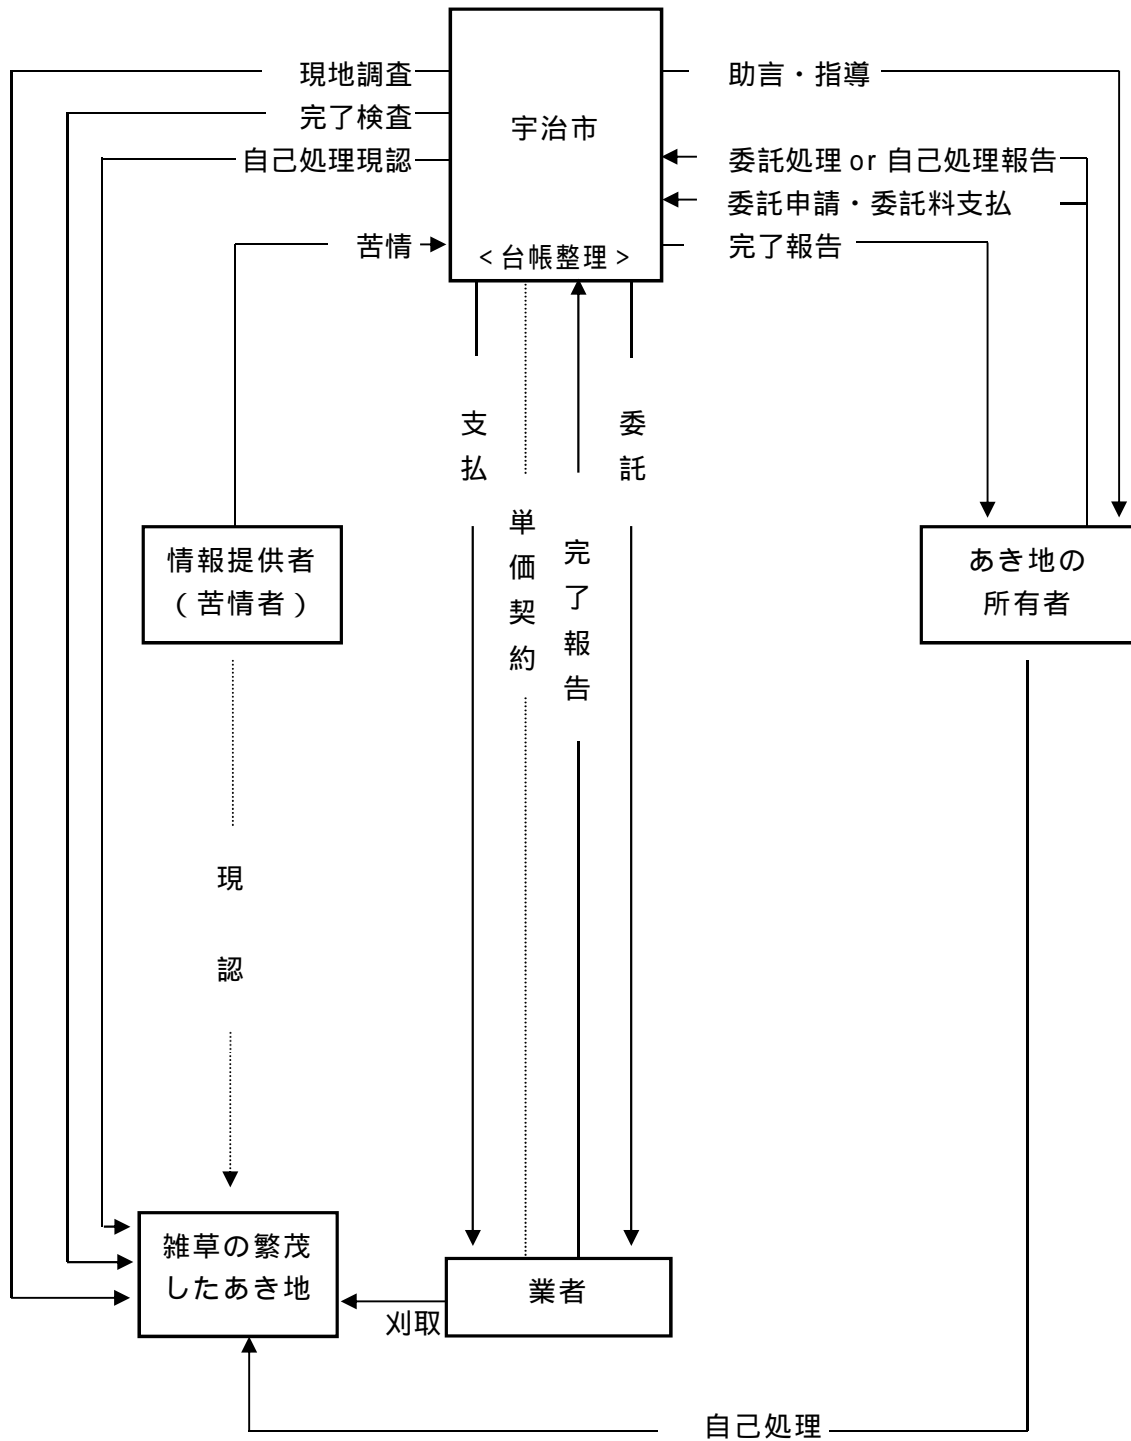 現地調査
完了検査
自己処理現認
苦情
宇治市
<台帳整理>
助言・指導
委託処理 or 自己処理報告
委託申請・委託料支払
完了報告
支払
単価契約
完了報告
委託
情報提供者
(苦情者)
あき地の
所有者
現認
雑草の繁茂
したあき地
刈取
業者
自己処理